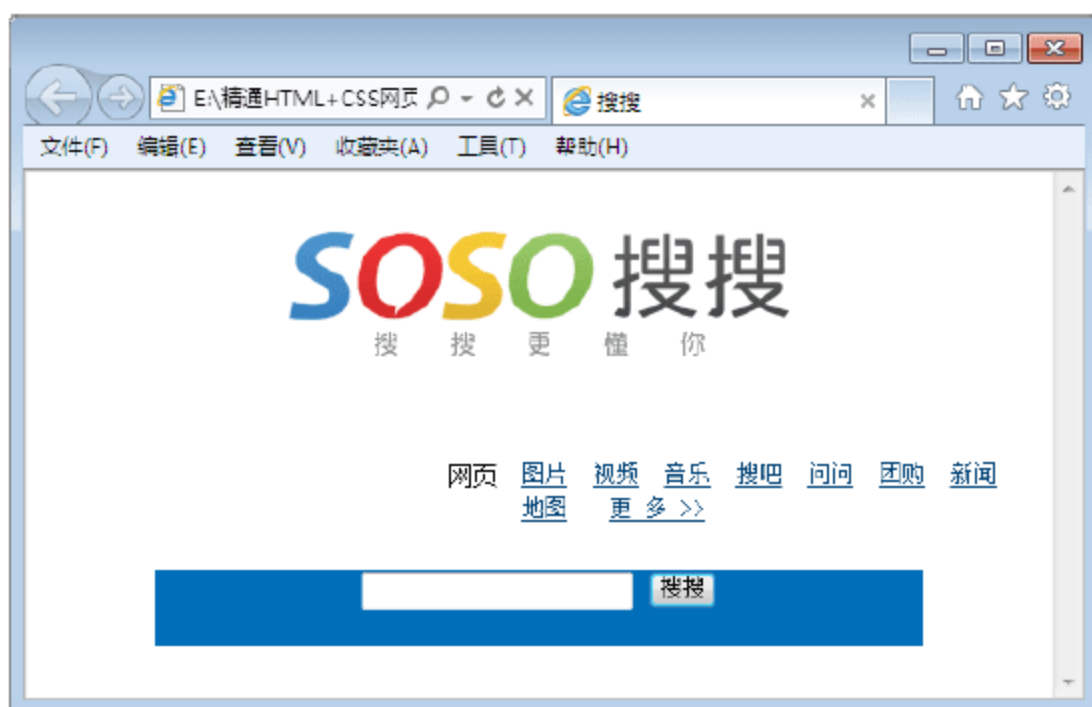 E:\精通HTML+CSS网页
搜搜
文件(F) 编辑(E) 查看(V) 收藏夹(A) 工具(T) 帮助(H)
SOSO 搜搜
搜 搜 更 懂 你
网页 图片 视频 音乐 搜吧 问问 团购 新闻
地图 更 多 >>
搜搜